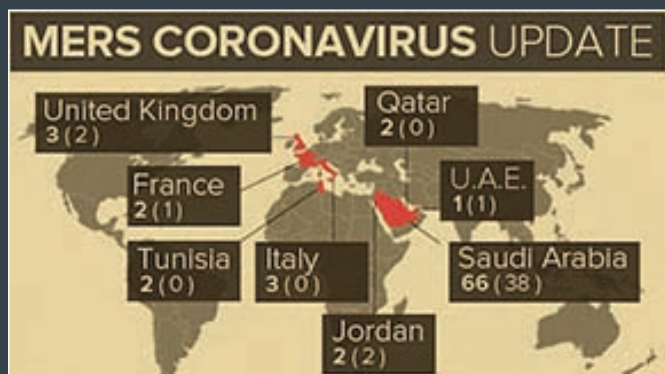 MERS CORONAVIRUS UPDATE
United Kingdom
3 (2)
Qatar
2 (0)
France
2 (1)
U.A.E.
1 (1)
Tunisia
2 (0)
Italy
3 (0)
Saudi Arabia
66 (38)
Jordan
2 (2)